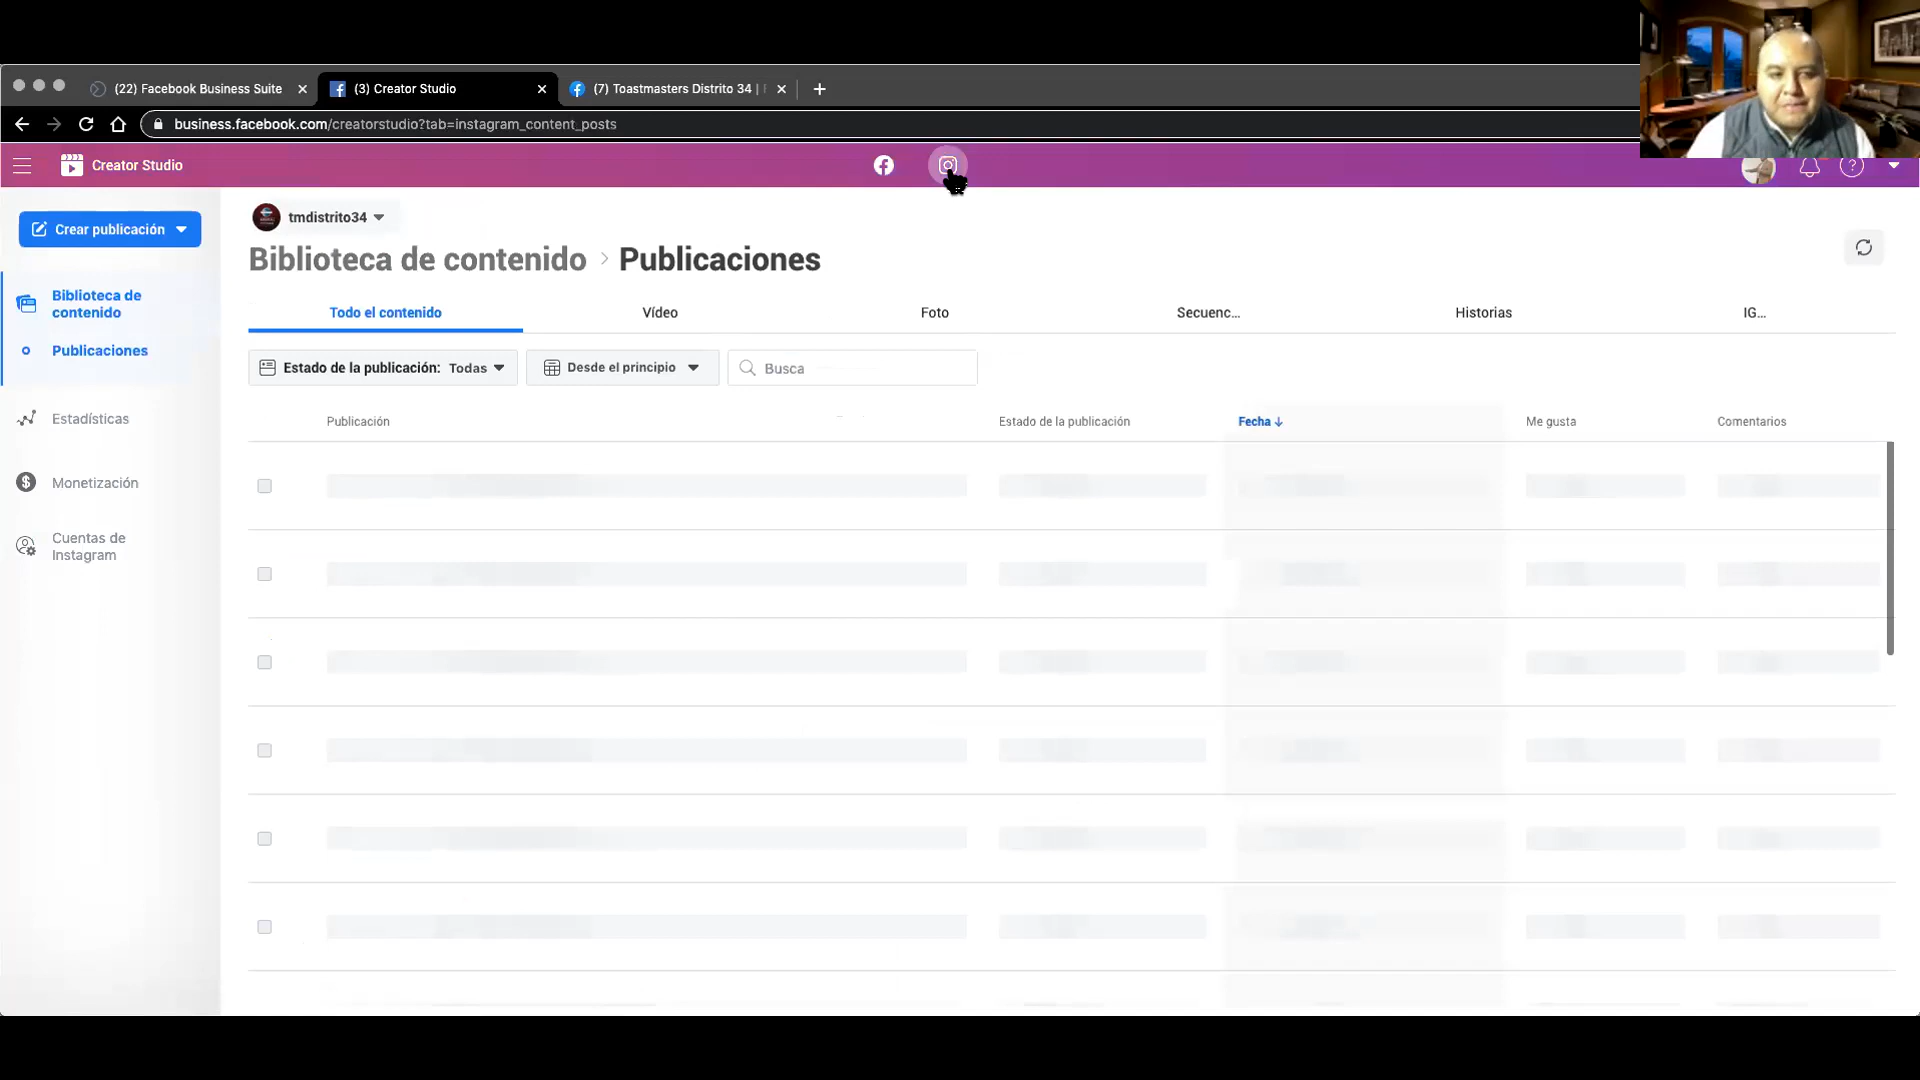 (22) Facebook Business Suite
(3) Creator Studio
(7) Toastmasters Distrito 34 |
business.facebook.com/creatorstudio?tab=instagram_content_posts
Creator Studio
Crear publicación
Biblioteca de
contenido
Publicaciones
Estadísticas
Monetización
Cuentas de
Instagram
tmdistrito34
Biblioteca de contenido > Publicaciones
Todo el contenido
Vídeo
Foto
Secuenc...
Historias
IG...
Estado de la publicación: Todas
Desde el principio
Busca
Publicación
Estado de la publicación
Fecha ↓
Me gusta
Comentarios